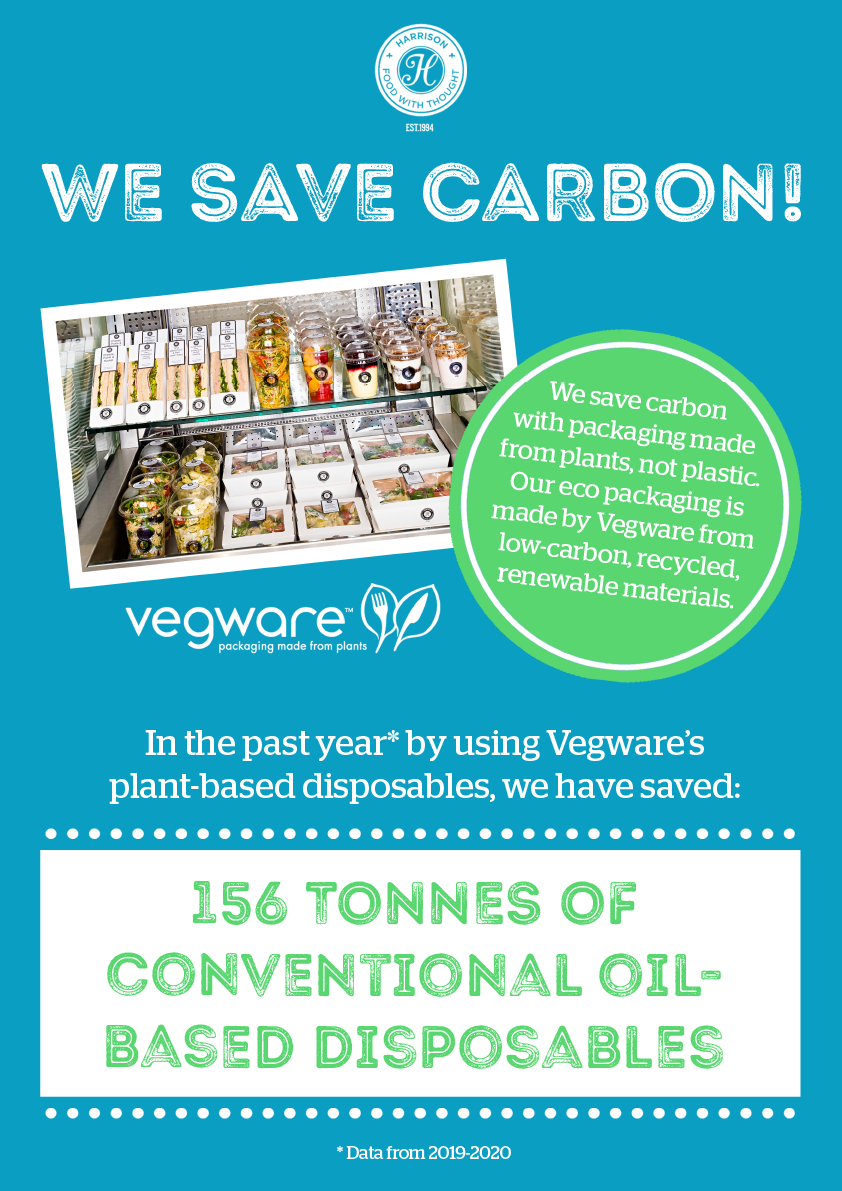 HARRISON
H
FOOD WITH THOUGHT
EST.1994
WE SAVE CARBON!
We save carbon
with packaging made
from plants, not plastic.
Our eco packaging is
made by Vegware from
low-carbon, recycled,
renewable materials.
vegware™
packaging made from plants
In the past year* by using Vegware's
plant-based disposables, we have saved:
156 TONNES OF
CONVENTIONAL OIL-
BASED DISPOSABLES
* Data from 2019-2020